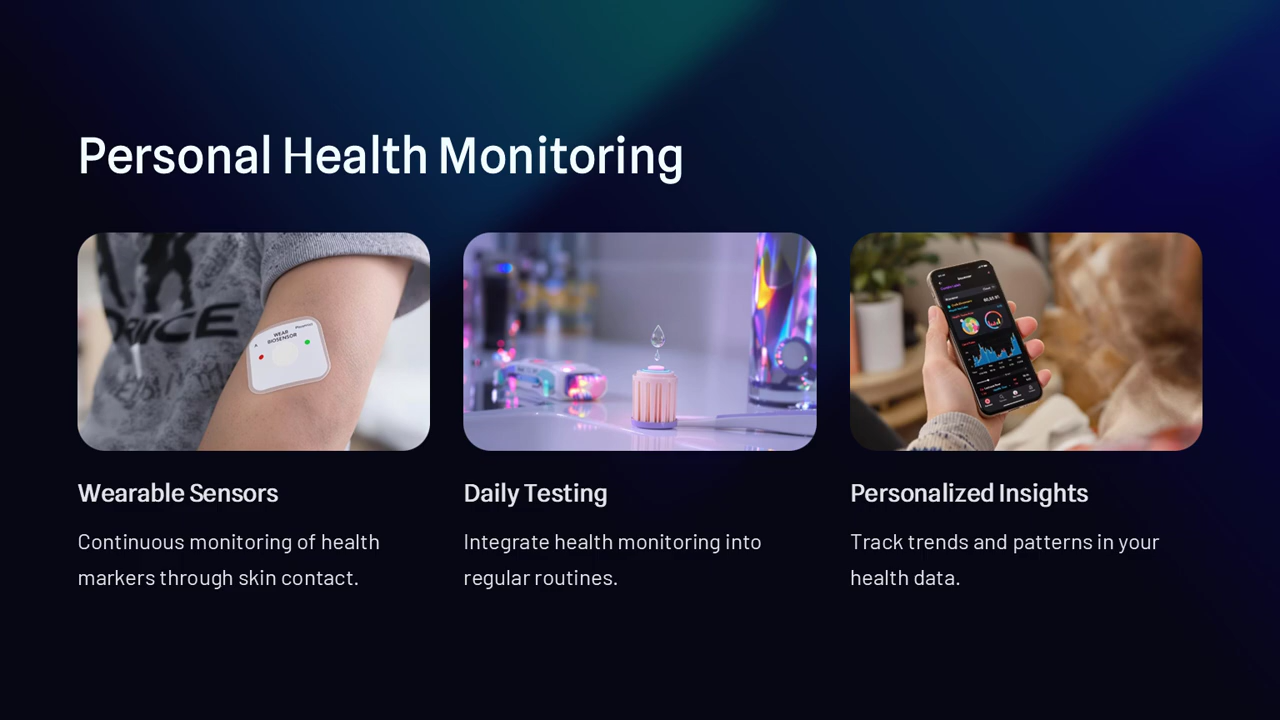 Personal Health Monitoring
WEAR
BIOSENSOR
Wearable Sensors
Continuous monitoring of health
markers through skin contact.
Daily Testing
Integrate health monitoring into
regular routines.
Personalized Insights
Track trends and patterns in your
health data.